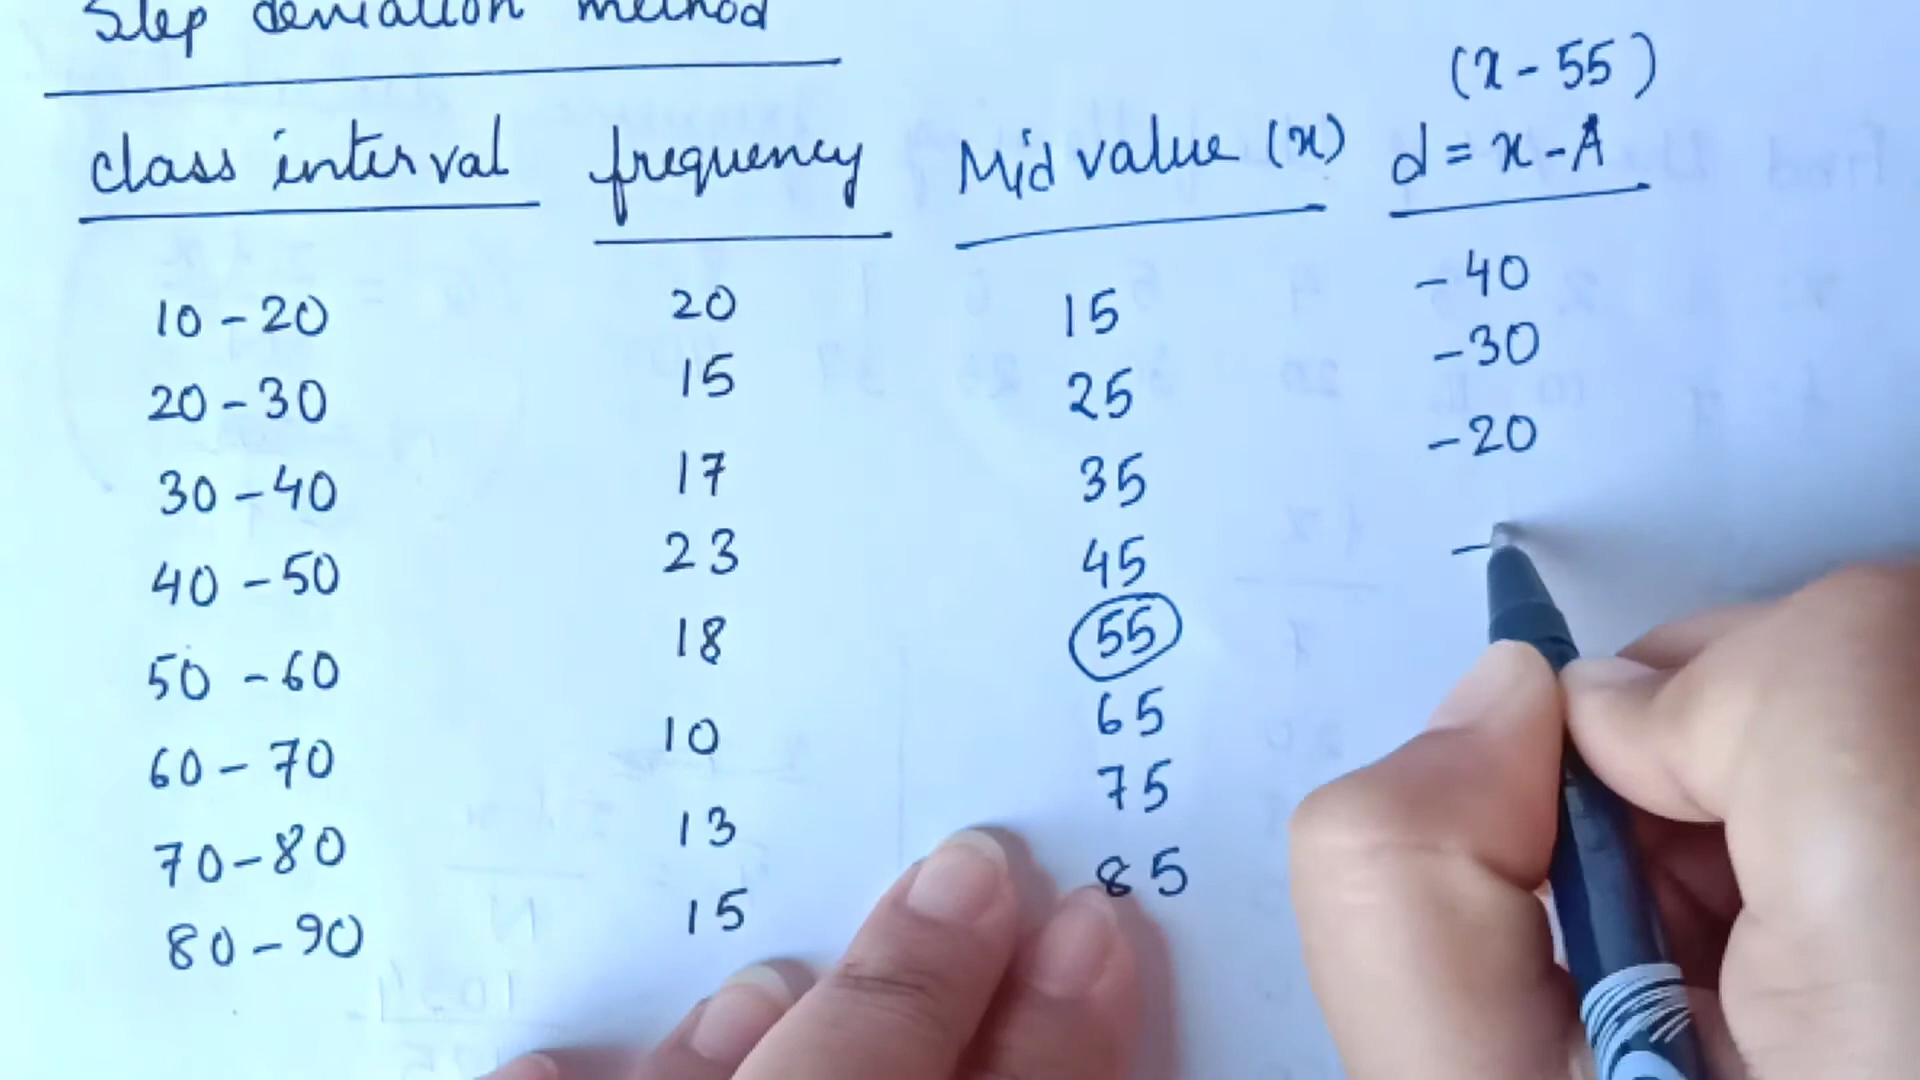 Step deviation method
(x - 55)
class interval frequency Mid value (x) d = x - A
10 - 20 20 15 - 40
20 - 30 15 25 - 30
30 - 40 17 35 - 20
40 - 50 23 45 -
50 - 60 18 55
60 - 70 10 65
70 - 80 13 75
80 - 90 15 85